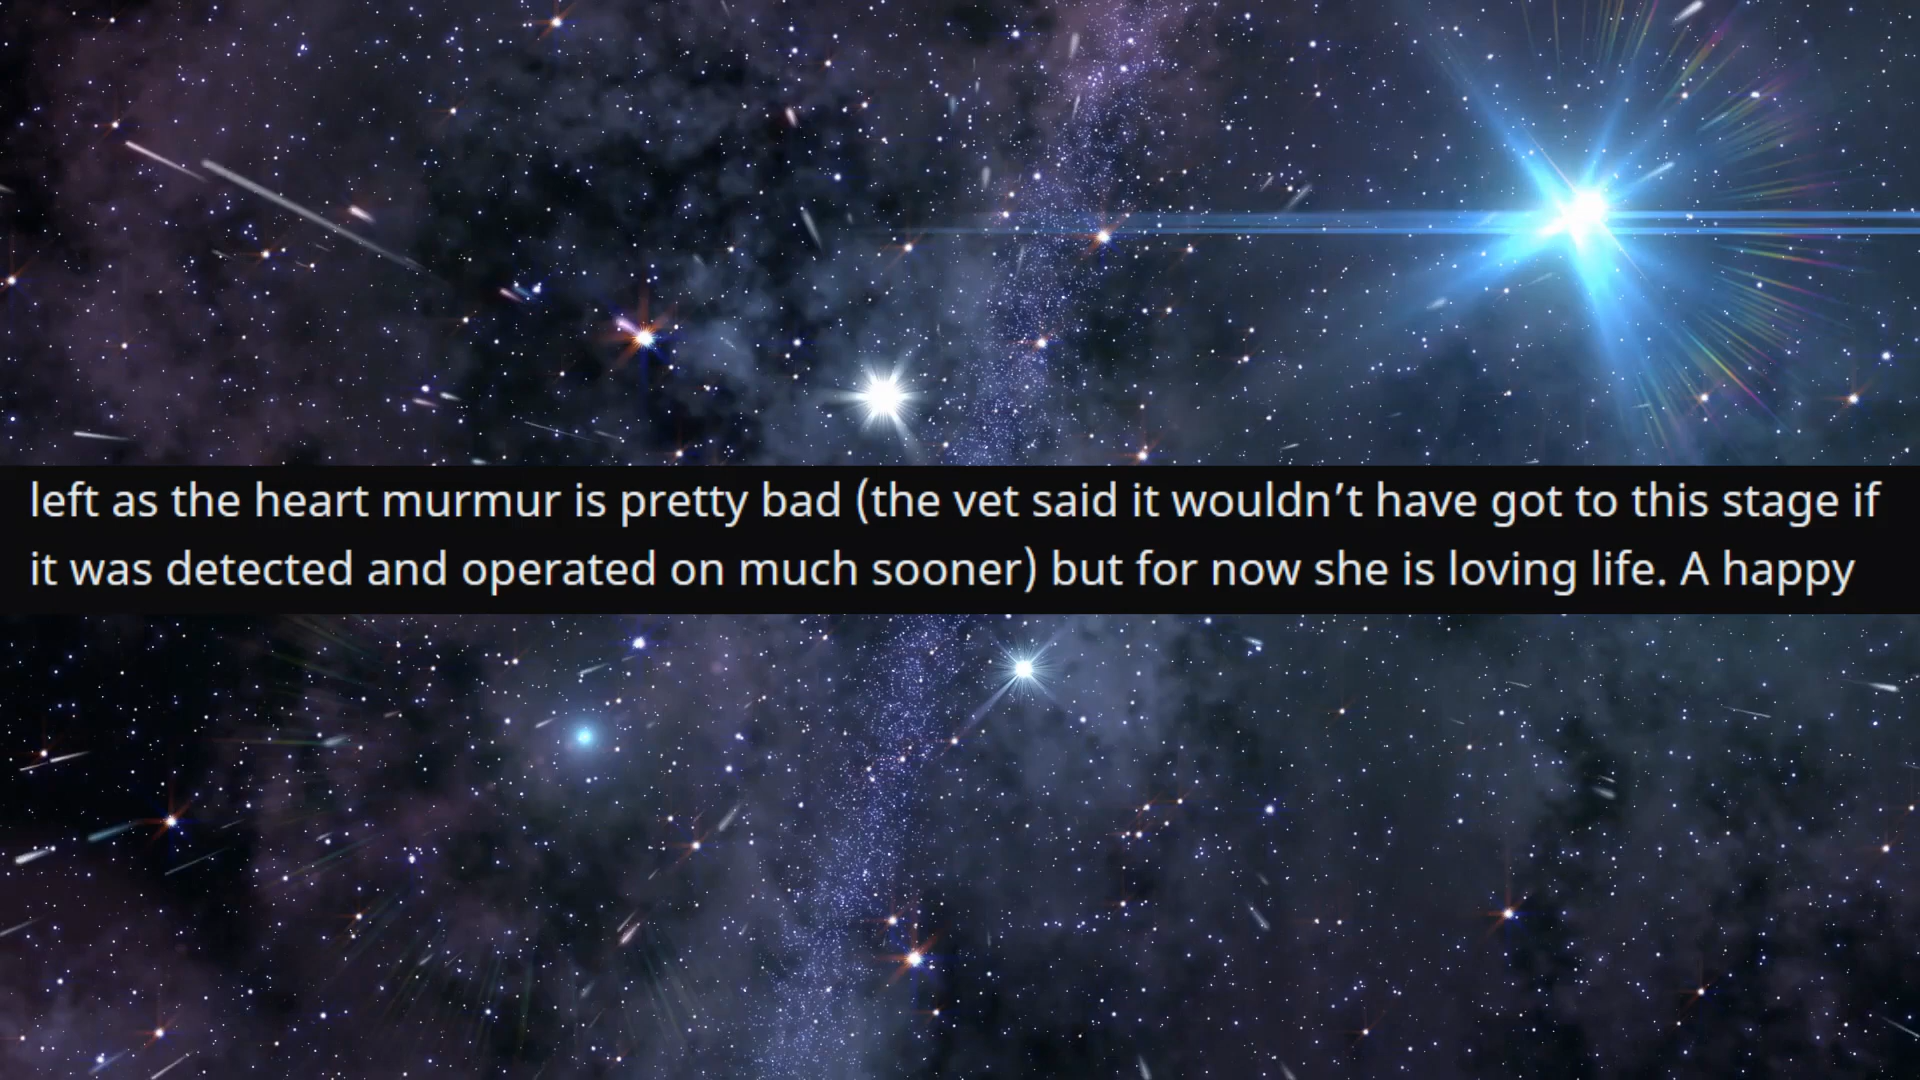 left as the heart murmur is pretty bad (the vet said it wouldn’t have got to this stage if
it was detected and operated on much sooner) but for now she is loving life. A happy